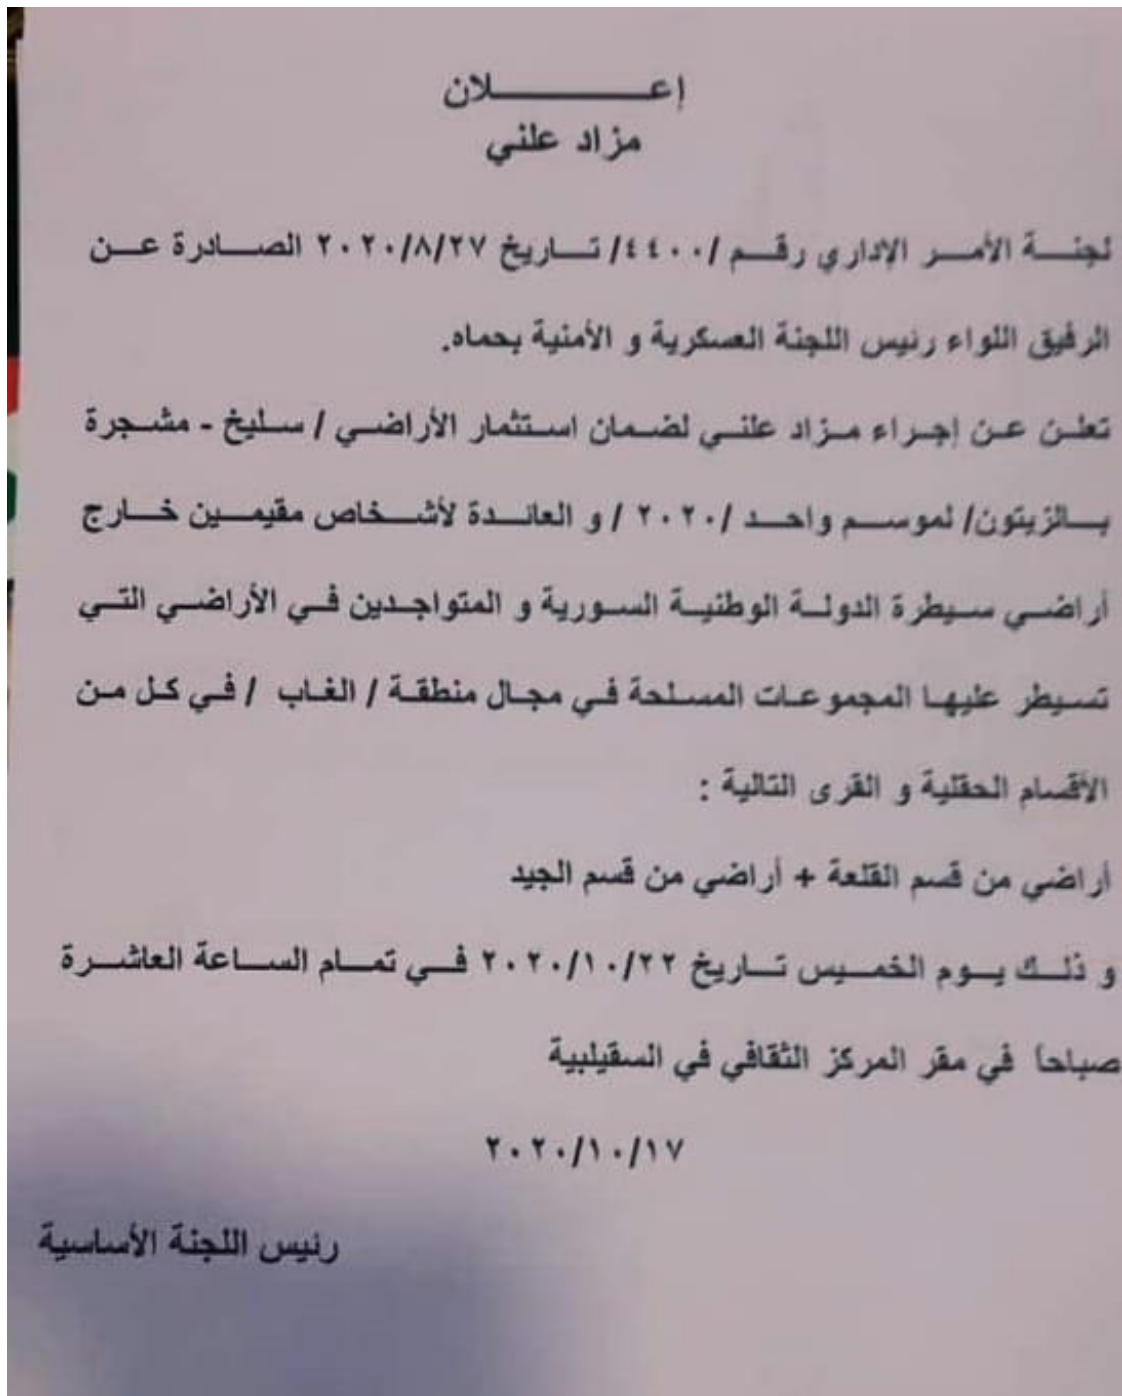 إعلان
مزاد علني
لجنة الأمر الإداري رقم /٤٤٠٠/ تاريخ ٢٠٢٠/٨/٢٧ الصادرة عن
الرفيق اللواء رئيس اللجنة العسكرية و الأمنية بحماه.
تعلن عن إجراء مزاد علني لضمان استثمار الأراضي / سليخ - مشجرة
بالزيتون/ لموسم واحد /٢٠٢٠ / و العائدة لأشخاص مقيمين خارج
أراضي سيطرة الدولة الوطنية السورية و المتواجدين في الأراضي التي
تسيطر عليها المجموعات المسلحة في مجال منطقة / الغاب / في كل من
الأقسام الحقلية و القرى التالية :
أراضي من قسم القلعة + أراضي من قسم الجيد
و ذلك يوم الخميس تاريخ ٢٠٢٠/١٠/٢٢ في تمام الساعة العاشرة
صباحاً في مقر المركز الثقافي في السقيلبية
٢٠٢٠/١٠/١٧
رئيس اللجنة الأساسية